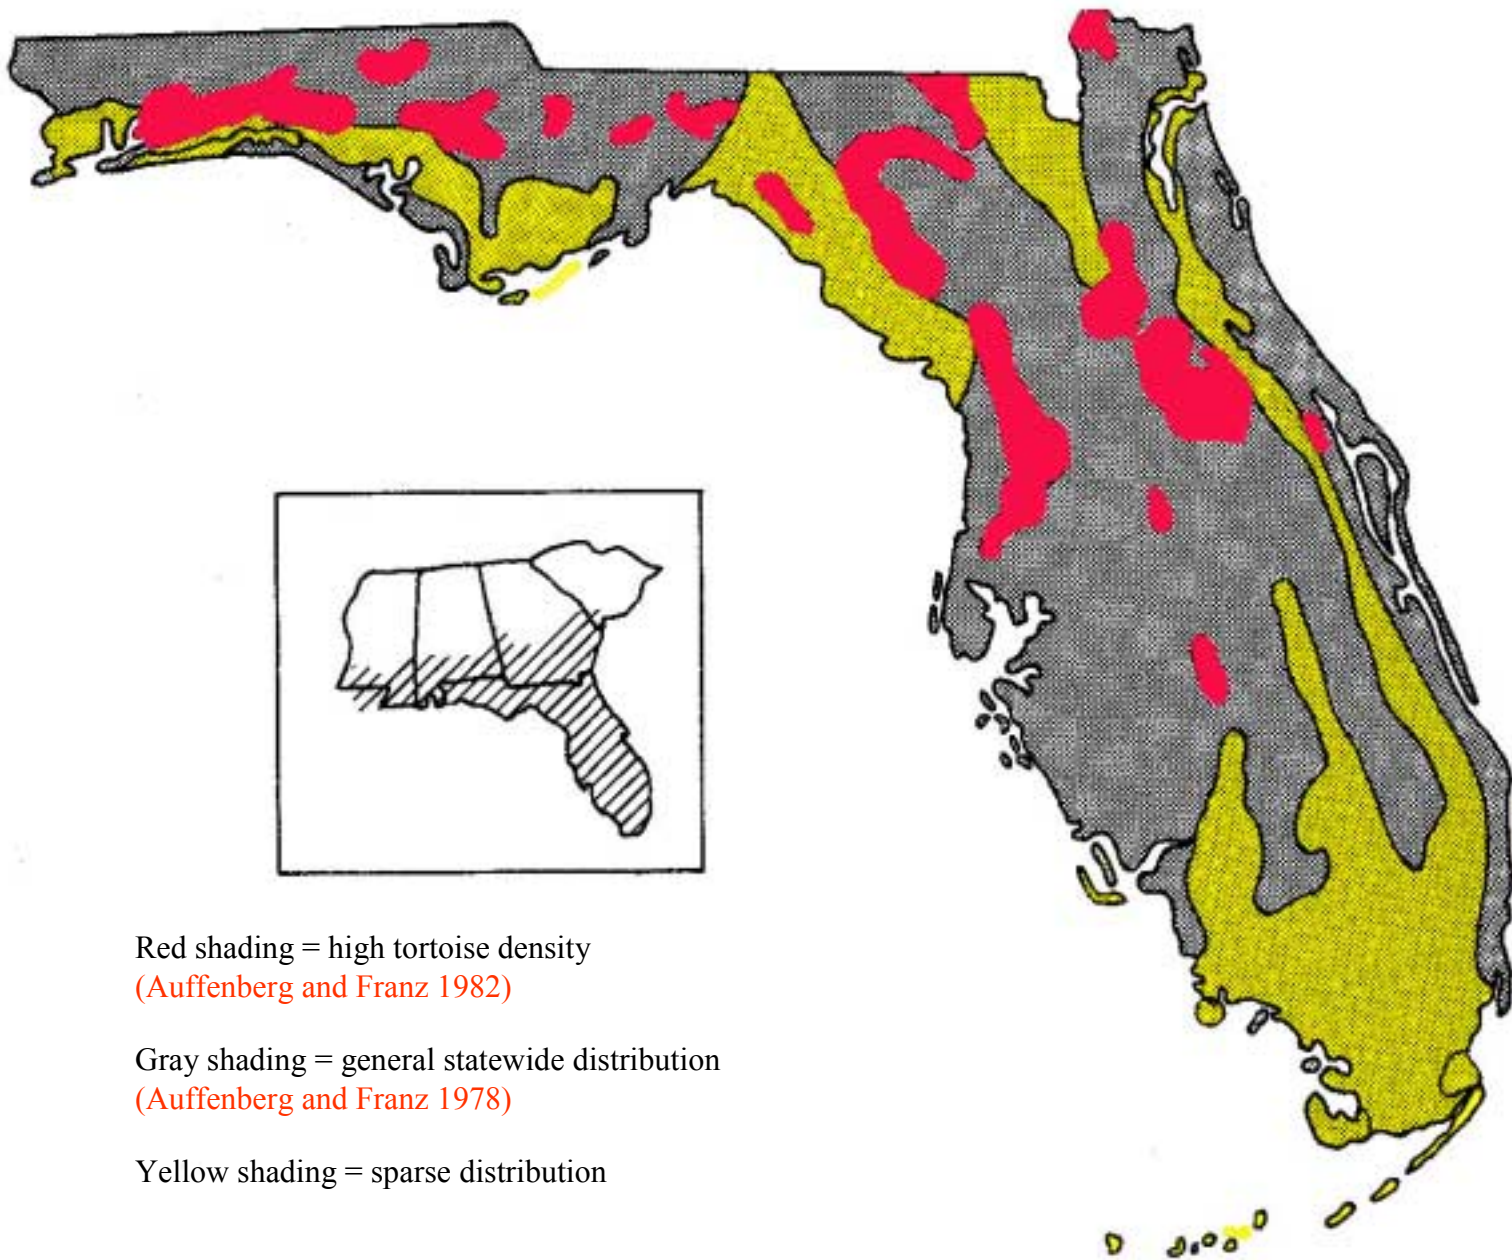 Red shading = high tortoise density
(Auffenberg and Franz 1982)
Gray shading = general statewide distribution
(Auffenberg and Franz 1978)
Yellow shading = sparse distribution